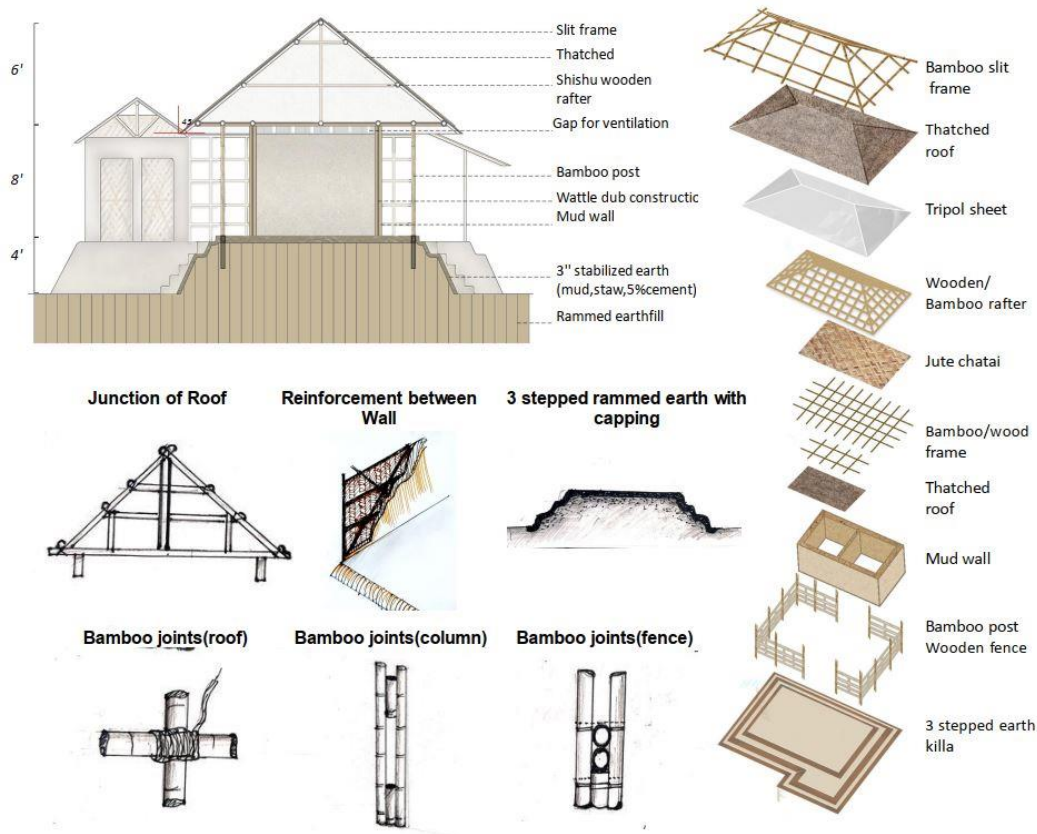 6'
8'
4'
45
Slit frame
Thatched
Shishu wooden
rafter
Gap for ventilation
Bamboo post
Wattle dub constructic
Mud wall
3" stabilized earth
(mud,staw,5%cement)
Rammed earthfill
Bamboo slit
frame
Thatched
roof
Tripol sheet
Wooden/
Bamboo rafter
Jute chatai
Bamboo/wood
frame
Thatched
roof
Mud wall
Bamboo post
Wooden fence
3 stepped earth
killa
Junction of Roof
Reinforcement between
Wall
3 stepped rammed earth with
capping
Bamboo joints(roof)
Bamboo joints(column)
Bamboo joints(fence)